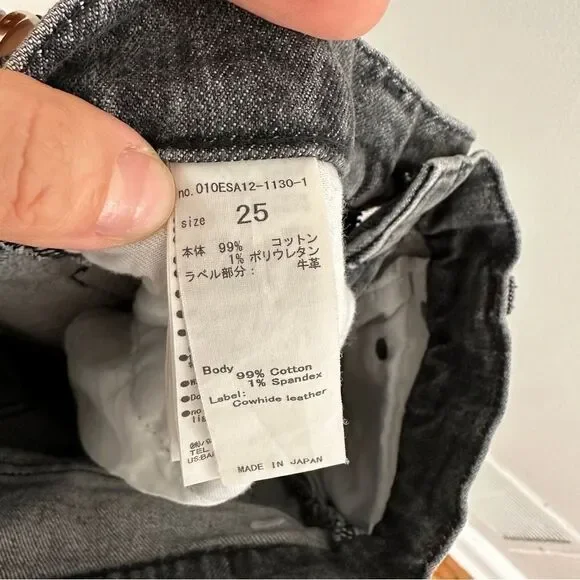 no. 010ESA12-1130-1
size 25
本体 99% コットン
1% ポリウレタン
ラベル部分: 牛革
Body 99% Cotton
1% Spandex
Label:
Cowhide leather
MADE IN JAPAN
TEL